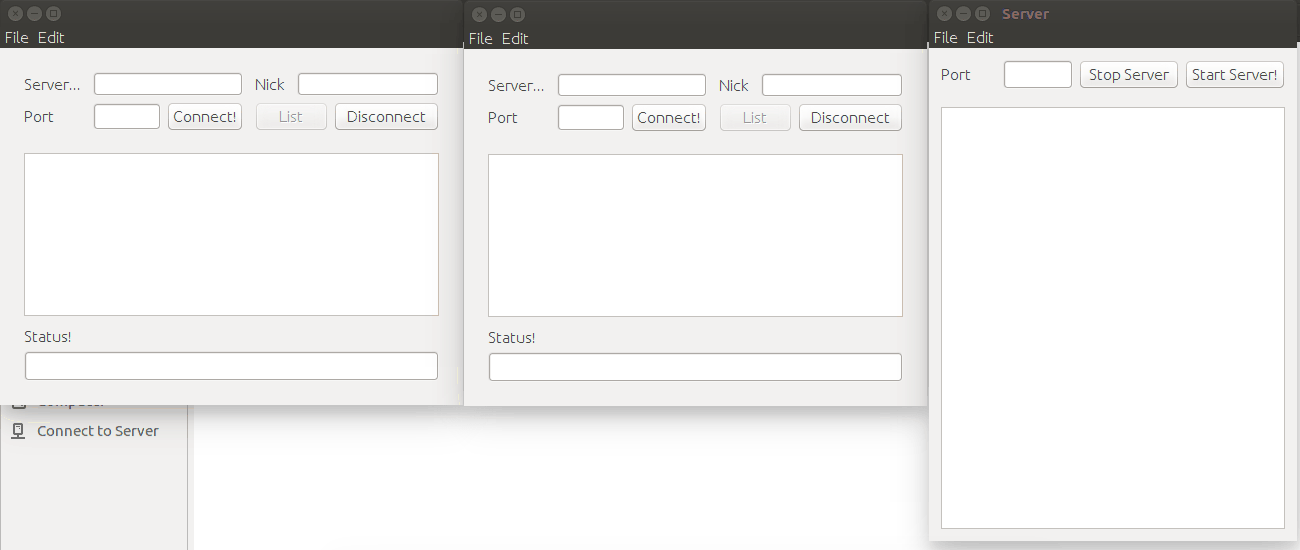 File Edit
Server... Nick
Port Connect! List Disconnect
Status!
File Edit
Server... Nick
Port Connect! List Disconnect
Status!
Server
File Edit
Port Stop Server Start Server!
Connect to Server